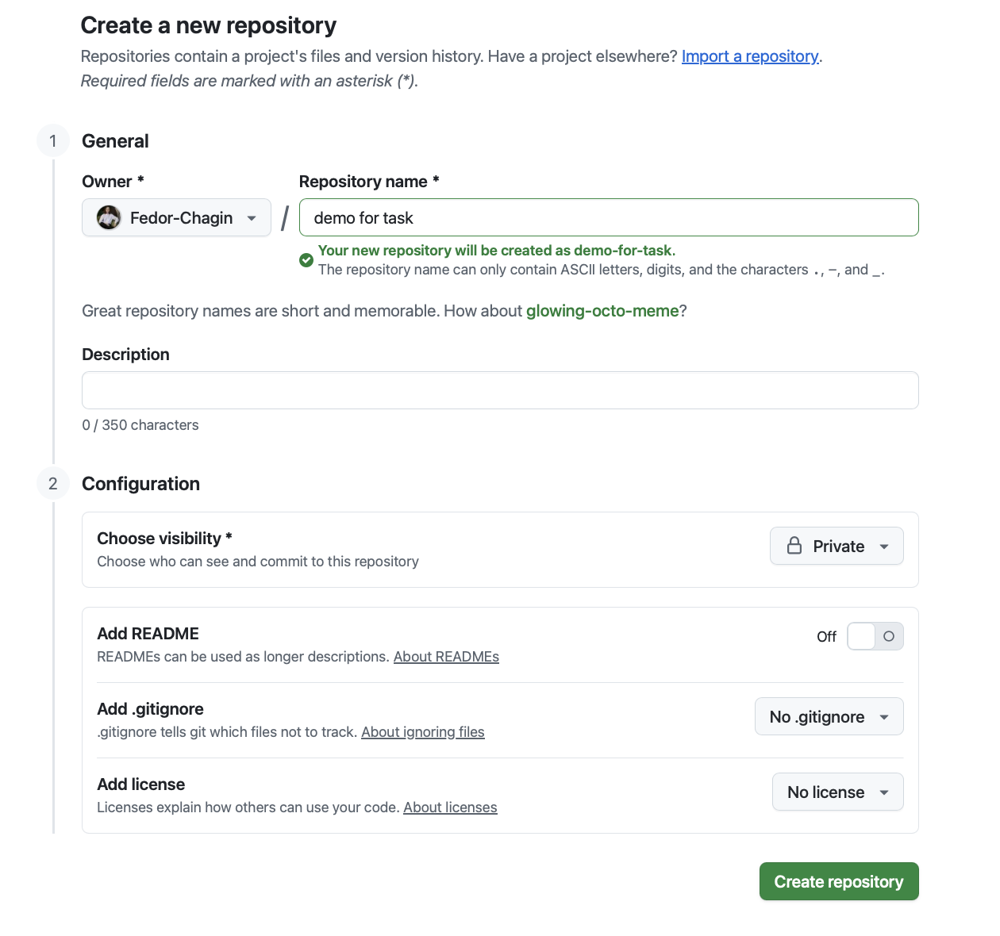 Create a new repository
Repositories contain a project's files and version history. Have a project elsewhere? Import a repository.
Required fields are marked with an asterisk (*).
1
General
Owner *
Repository name *
Fedor-Chagin
/
demo for task
Your new repository will be created as demo-for-task.
The repository name can only contain ASCII letters, digits, and the characters ., –, and _.
Great repository names are short and memorable. How about glowing-octo-meme?
Description
0 / 350 characters
2
Configuration
Choose visibility *
Choose who can see and commit to this repository
Private
Add README
READMEs can be used as longer descriptions. About READMEs
Off
Add .gitignore
.gitignore tells git which files not to track. About ignoring files
No .gitignore
Add license
Licenses explain how others can use your code. About licenses
No license
Create repository